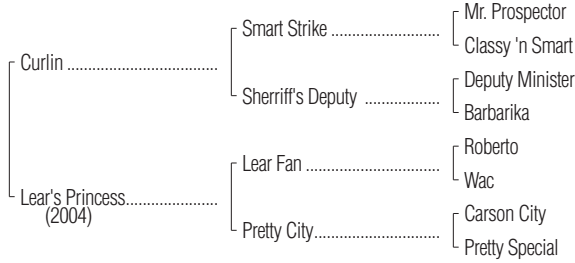 Mr. Prospector
Smart Strike ........................
Classy 'n Smart
Curlin .................................
Deputy Minister
Sherriff's Deputy ................
Barbarika
Roberto
Lear Fan .............................
Wac
Lear's Princess....................
(2004)
Carson City
Pretty City...........................
Pretty Special